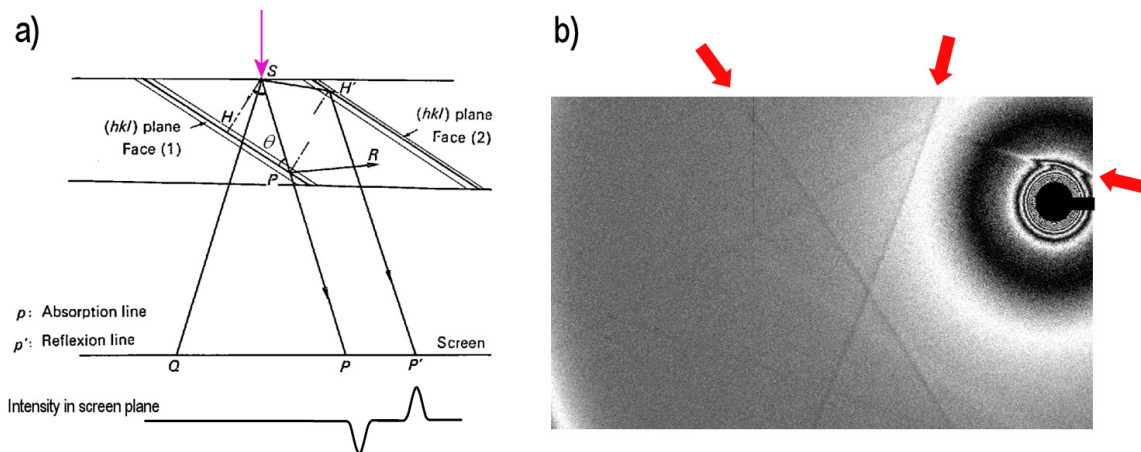 a)
S
H'
(hkl) plane
Face (1)
H
(hkl) plane
Face (2)
θ
R
P
p: Absorption line
p': Reflexion line
Screen
Q
P
P'
Intensity in screen plane
b)